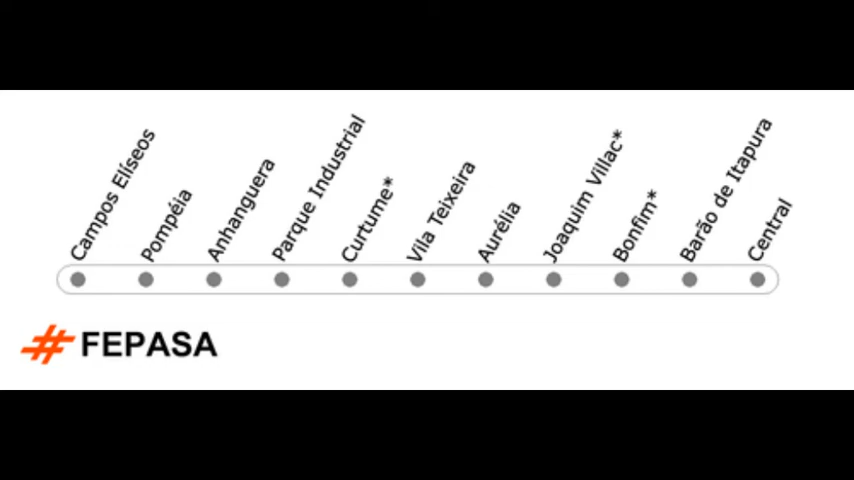 Campos Elíseos
Pompéia
Anhanguera
Parque Industrial
Curtume*
Vila Teixeira
Aurélia
Joaquim Villac*
Bonfim*
Barão de Itapura
Central
FEPASA